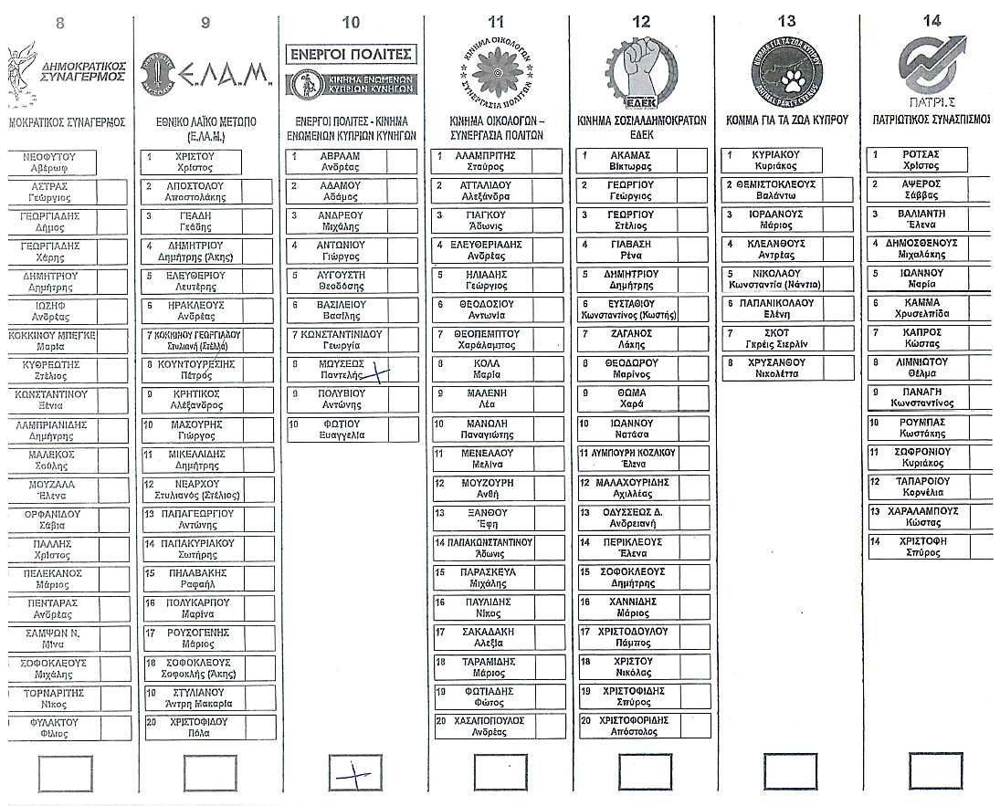 8
ΔΗΜΟΚΡΑΤΙΚΟΣ
ΣΥΝΑΓΕΡΜΟΣ
ΜΟΚΡΑΤΙΚΟΣ ΣΥΝΑΓΕΡΜΟΣ
ΝΕΟΦΥΤΟΥ
Αβέρωφ
ΑΣΤΡΑΣ
Γεώργιος
ΓΕΩΡΓΙΑΔΗΣ
Δήμος
ΓΕΩΡΓΙΑΔΗΣ
Χάρης
ΔΗΜΗΤΡΙΟΥ
Δημήτρης
ΙΩΣΗΦ
Ανδρέας
ΚΟΚΚΙΝΟΥ ΜΠΕΓΚΕ
Μαρία
ΚΥΘΡΕΩΤΗΣ
Στέλιος
ΚΩΝΣΤΑΝΤΙΝΟΥ
Ξένια
ΛΑΜΠΡΙΑΝΙΔΗΣ
Δημήτρης
ΜΑΛΕΚΟΣ
Σούλης
ΜΟΥΖΑΛΑ
Έλενα
ΟΡΦΑΝΙΔΟΥ
Σάβια
ΠΑΛΛΗΣ
Χρίστος
ΠΕΛΕΚΑΝΟΣ
Μάριος
ΠΕΝΤΑΡΑΣ
Ανδρέας
ΣΑΜΨΩΝ Ν.
Μίνα
ΣΟΦΟΚΛΕΟΥΣ
Μιχάλης
ΤΟΡΝΑΡΙΤΗΣ
Νίκος
ΦΥΛΑΚΤΟΥ
Φίλιος
9
Ε.ΛΑ.Μ.
ΕΘΝΙΚΟ ΛΑΪΚΟ ΜΕΤΩΠΟ
(Ε.ΛΑ.Μ.)
1 ΧΡΙΣΤΟΥ
Χρίστος
2 ΑΠΟΣΤΟΛΟΥ
Αποστολάκης
3 ΓΕΑΔΗ
Γεάδης
4 ΔΗΜΗΤΡΙΟΥ
Δημήτρης (Άκης)
5 ΕΛΕΥΘΕΡΙΟΥ
Λευτέρης
6 ΗΡΑΚΛΕΟΥΣ
Ανδρέας
7 ΚΟΚΚΙΝΟΥ ΓΕΩΡΓΙΑΔΟΥ
Στυλιανή (Στέλλα)
8 ΚΟΥΝΤΟΥΡΕΣΙΗΣ
Πέτρος
9 ΚΡΗΤΙΚΟΣ
Αλέξανδρος
10 ΜΑΣΟΥΡΗΣ
Γιώργος
11 ΜΙΚΕΛΛΙΔΗΣ
Δημήτρης
12 ΝΕΑΡΧΟΥ
Στυλιανός (Στέλιος)
13 ΠΑΠΑΓΕΩΡΓΙΟΥ
Αντώνης
14 ΠΑΠΑΚΥΡΙΑΚΟΥ
Σωτήρης
15 ΠΗΛΑΒΑΚΗΣ
Ραφαήλ
16 ΠΟΛΥΚΑΡΠΟΥ
Μαρίνα
17 ΡΟΥΣΟΓΕΝΗΣ
Μάριος
18 ΣΟΦΟΚΛΕΟΥΣ
Σοφοκλής (Άκης)
19 ΣΤΥΛΙΑΝΟΥ
Άντρη Μακαρία
20 ΧΡΙΣΤΟΦΙΔΟΥ
Πόλα
10
ΕΝΕΡΓΟΙ ΠΟΛΙΤΕΣ
ΚΙΝΗΜΑ ΕΝΩΜΕΝΩΝ
ΚΥΠΡΙΩΝ ΚΥΝΗΓΩΝ
ΕΝΕΡΓΟΙ ΠΟΛΙΤΕΣ - ΚΙΝΗΜΑ
ΕΝΩΜΕΝΩΝ ΚΥΠΡΙΩΝ ΚΥΝΗΓΩΝ
1 ΑΒΡΑΑΜ
Ανδρέας
2 ΑΔΑΜΟΥ
Αδάμος
3 ΑΝΔΡΕΟΥ
Μιχάλης
4 ΑΝΤΩΝΙΟΥ
Γιώργος
5 ΑΥΓΟΥΣΤΗ
Θεοδόσης
6 ΒΑΣΙΛΕΙΟΥ
Βασίλης
7 ΚΩΝΣΤΑΝΤΙΝΙΔΟΥ
Γεωργία
8 ΜΩΥΣΕΩΣ
Παντελής
9 ΠΟΛΥΒΙΟΥ
Αντώνης
10 ΦΩΤΙΟΥ
Ευαγγελία
11
ΚΙΝΗΜΑ ΟΙΚΟΛΟΓΩΝ
ΣΥΝΕΡΓΑΣΙΑ ΠΟΛΙΤΩΝ
ΚΙΝΗΜΑ ΟΙΚΟΛΟΓΩΝ –
ΣΥΝΕΡΓΑΣΙΑ ΠΟΛΙΤΩΝ
1 ΑΛΑΜΠΡΙΤΗΣ
Σταύρος
2 ΑΤΤΑΛΙΔΟΥ
Αλεξάνδρα
3 ΓΙΑΓΚΟΥ
Άδωνις
4 ΕΛΕΥΘΕΡΙΑΔΗΣ
Ανδρέας
5 ΗΛΙΑΔΗΣ
Γεώργιος
6 ΘΕΟΔΟΣΙΟΥ
Αντωνία
7 ΘΕΟΠΕΜΠΤΟΥ
Χαράλαμπος
8 ΚΟΛΑ
Μαρία
9 ΜΑΛΕΝΗ
Λέα
10 ΜΑΝΩΛΗ
Παναγιώτης
11 ΜΕΝΕΛΑΟΥ
Μελίνα
12 ΜΟΥΖΟΥΡΗ
Ανθή
13 ΞΑΝΘΟΥ
Έφη
14 ΠΑΠΑΚΩΝΣΤΑΝΤΙΝΟΥ
Άδωνις
15 ΠΑΡΑΣΚΕΥΑ
Μιχάλης
16 ΠΑΥΛΙΔΗΣ
Νίκος
17 ΣΑΚΑΔΑΚΗ
Αλεξία
18 ΤΑΡΑΜΙΔΗΣ
Μάριος
19 ΦΩΤΙΑΔΗΣ
Φώτος
20 ΧΑΣΑΠΟΠΟΥΛΟΣ
Ανδρέας
12
ΕΔΕΚ
ΚΙΝΗΜΑ ΣΟΣΙΑΛΔΗΜΟΚΡΑΤΩΝ
ΕΔΕΚ
1 ΑΚΑΜΑΣ
Βίκτωρας
2 ΓΕΩΡΓΙΟΥ
Γεώργιος
3 ΓΕΩΡΓΙΟΥ
Στέλιος
4 ΓΙΑΒΑΣΗ
Ρένα
5 ΔΗΜΗΤΡΙΟΥ
Δημήτρης
6 ΕΥΣΤΑΘΙΟΥ
Κωνσταντίνος (Κωστής)
7 ΖΑΓΑΝΟΣ
Λάκης
8 ΘΕΟΔΩΡΟΥ
Μαρίνος
9 ΘΩΜΑ
Χαρά
10 ΙΩΑΝΝΟΥ
Νατάσα
11 ΛΥΜΠΟΥΡΗ ΚΟΖΑΚΟΥ
Έλενα
12 ΜΑΛΑΧΟΥΡΙΔΗΣ
Αχιλλέας
13 ΟΔΥΣΣΕΩΣ Δ.
Ανδρειανή
14 ΠΕΡΙΚΛΕΟΥΣ
Έλενα
15 ΣΟΦΟΚΛΕΟΥΣ
Δημήτρης
16 ΧΑΝΝΙΔΗΣ
Μάριος
17 ΧΡΙΣΤΟΔΟΥΛΟΥ
Πάμπος
18 ΧΡΙΣΤΟΥ
Νικόλας
19 ΧΡΙΣΤΟΦΙΔΗΣ
Σπύρος
20 ΧΡΙΣΤΟΦΟΡΙΔΗΣ
Απόστολος
13
ΚΟΜΜΑ ΓΙΑ ΤΑ ΖΩΑ ΚΥΠΡΟΥ
ANIMAL PARTY CYPRUS
ΚΟΜΜΑ ΓΙΑ ΤΑ ΖΩΑ ΚΥΠΡΟΥ
1 ΚΥΡΙΑΚΟΥ
Κυριάκος
2 ΘΕΜΙΣΤΟΚΛΕΟΥΣ
Βαλάντω
3 ΙΟΡΔΑΝΟΥΣ
Μάριος
4 ΚΛΕΑΝΘΟΥΣ
Αντρέας
5 ΝΙΚΟΛΑΟΥ
Κωνσταντία (Νάντια)
6 ΠΑΠΑΝΙΚΟΛΑΟΥ
Ελένη
7 ΣΚΟΤ
Γκρέις Σιερλίν
8 ΧΡΥΣΑΝΘΟΥ
Νικολέττα
14
ΠΑΤΡΙ.Σ
ΠΑΤΡΙΩΤΙΚΟΣ ΣΥΝΑΣΠΙΣΜΟΣ
1 ΡΟΤΣΑΣ
Χρίστος
2 ΑΨΕΡΟΣ
Σάββας
3 ΒΑΛΙΑΝΤΗ
Έλενα
4 ΔΗΜΟΣΘΕΝΟΥΣ
Μιχαλάκης
5 ΙΩΑΝΝΟΥ
Μαρία
6 ΚΑΜΜΑ
Χρυσελπίδα
7 ΚΑΠΡΟΣ
Κώστας
8 ΛΙΜΝΙΩΤΟΥ
Θέλμα
9 ΠΑΝΑΓΗ
Κωνσταντίνος
10 ΡΟΥΜΠΑΣ
Κωστάκης
11 ΣΩΦΡΟΝΙΟΥ
Κυριάκος
12 ΤΑΠΑΡΟΙΟΥ
Κορνέλια
13 ΧΑΡΑΛΑΜΠΟΥΣ
Κώστας
14 ΧΡΙΣΤΟΦΗ
Σπύρος